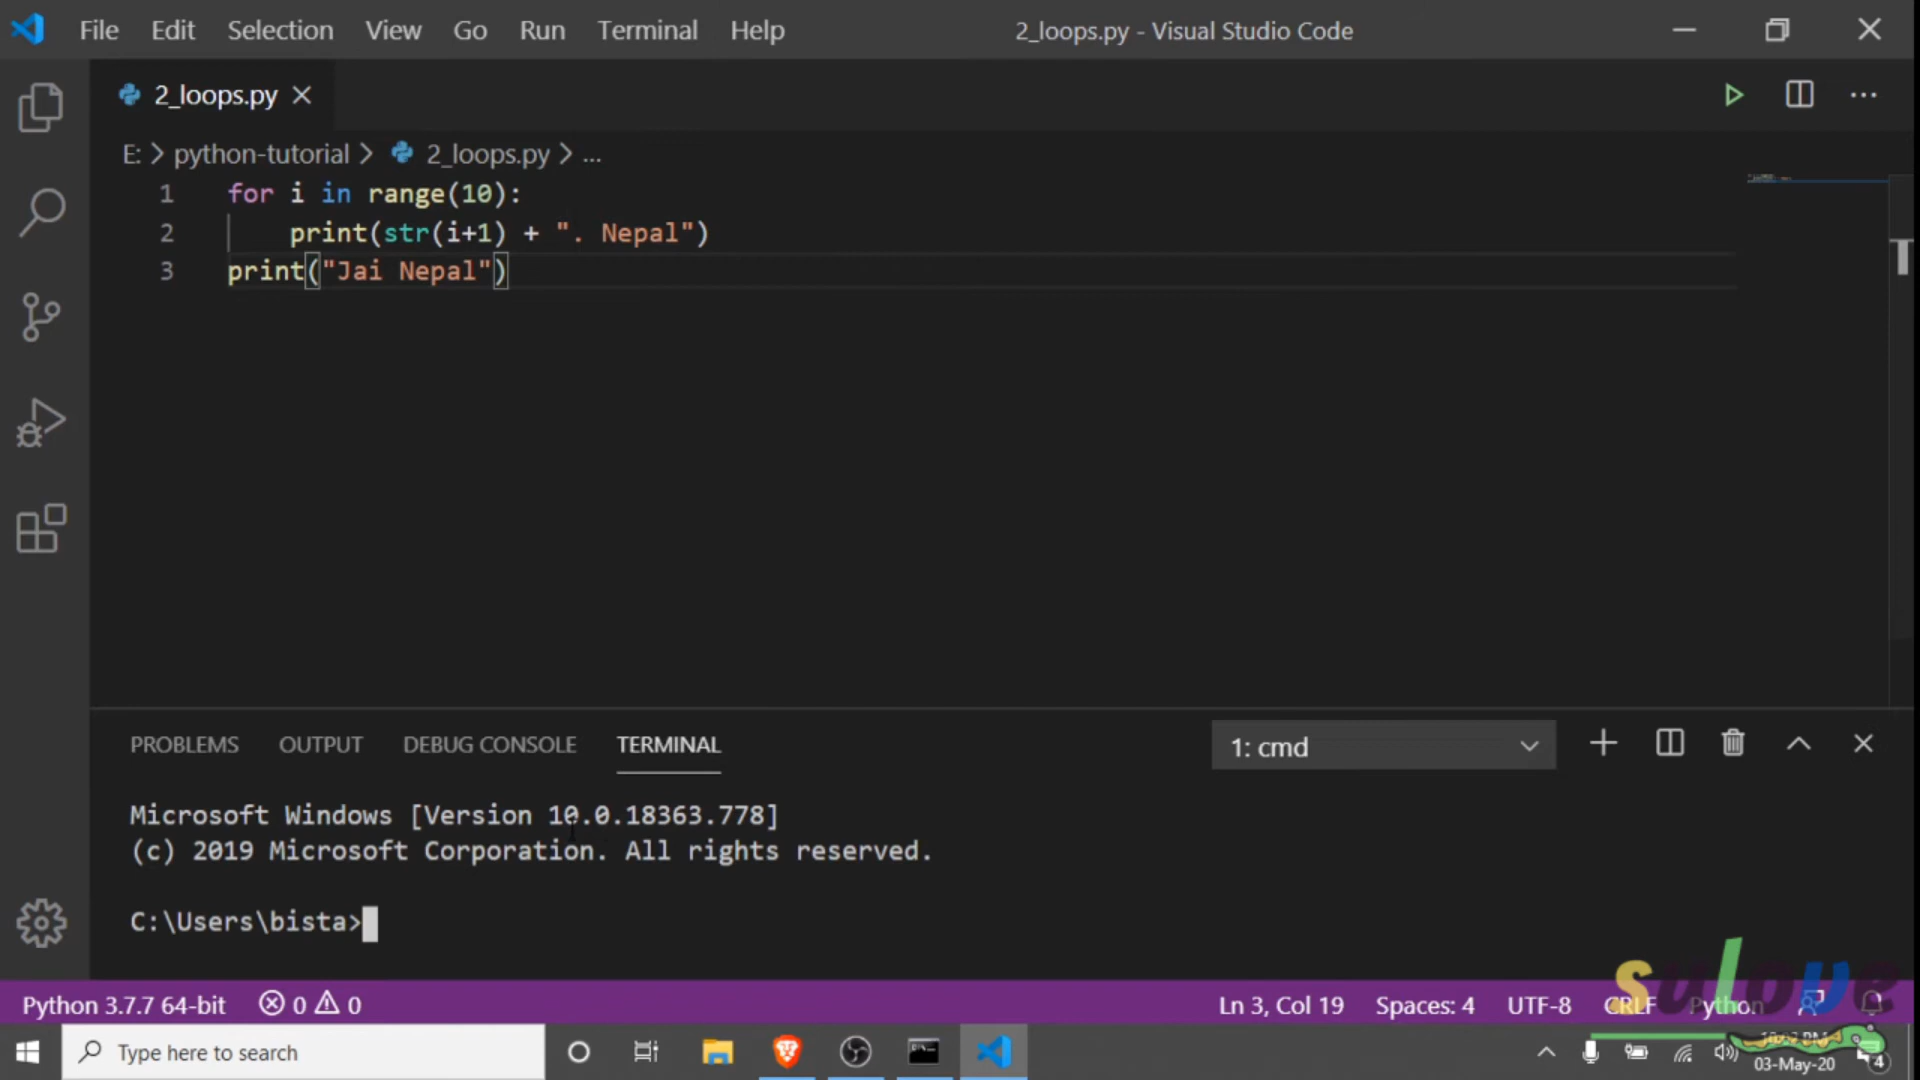 File Edit Selection View Go Run Terminal Help 2_loops.py - Visual Studio Code
2_loops.py
E: > python-tutorial > 2_loops.py > ...
1 for i in range(10):
2     print(str(i+1) + ". Nepal")
3 print("Jai Nepal")
PROBLEMS OUTPUT DEBUG CONSOLE TERMINAL 1: cmd
Microsoft Windows [Version 10.0.18363.778]
(c) 2019 Microsoft Corporation. All rights reserved.
C:\Users\bista>
sulove
Python 3.7.7 64-bit 0 0 Ln 3, Col 19 Spaces: 4 UTF-8 CRLF Python
Type here to search
PM
03-May-20 4